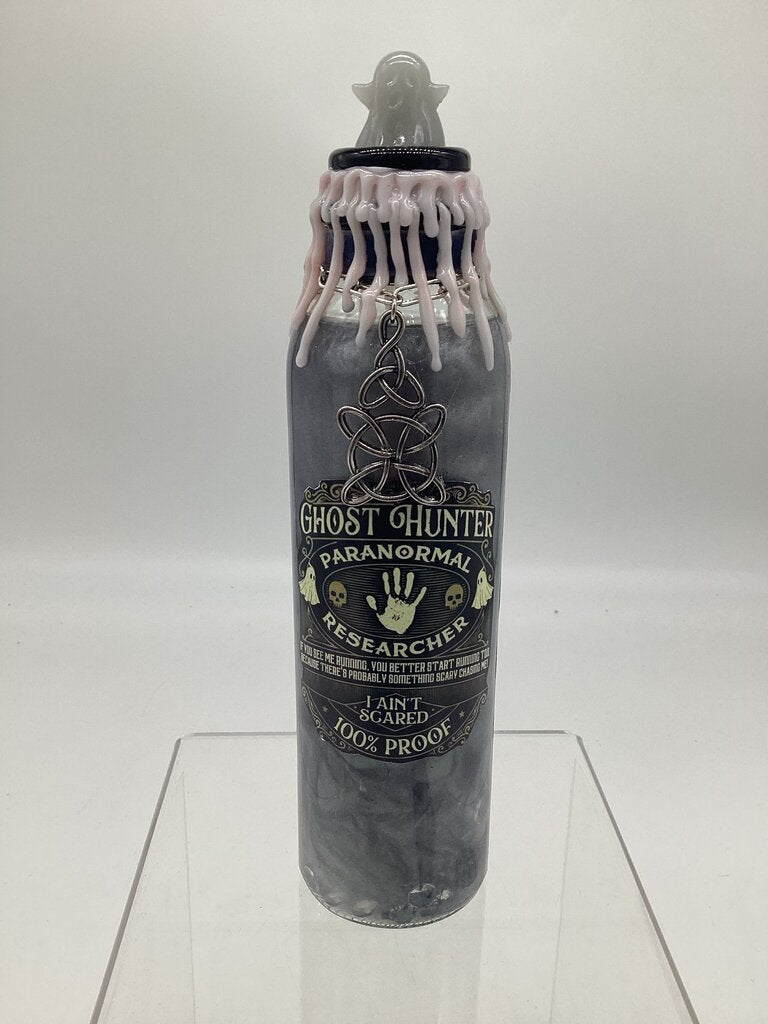 GHOST HUNTER
PARANORMAL
RESEARCHER
IF YOU SEE ME RUNNING, YOU BETTER START RUNNING TOO
BECAUSE THERE'S PROBABLY SOMETHING SCARY CHASING ME!
I AIN'T
SCARED
100% PROOF